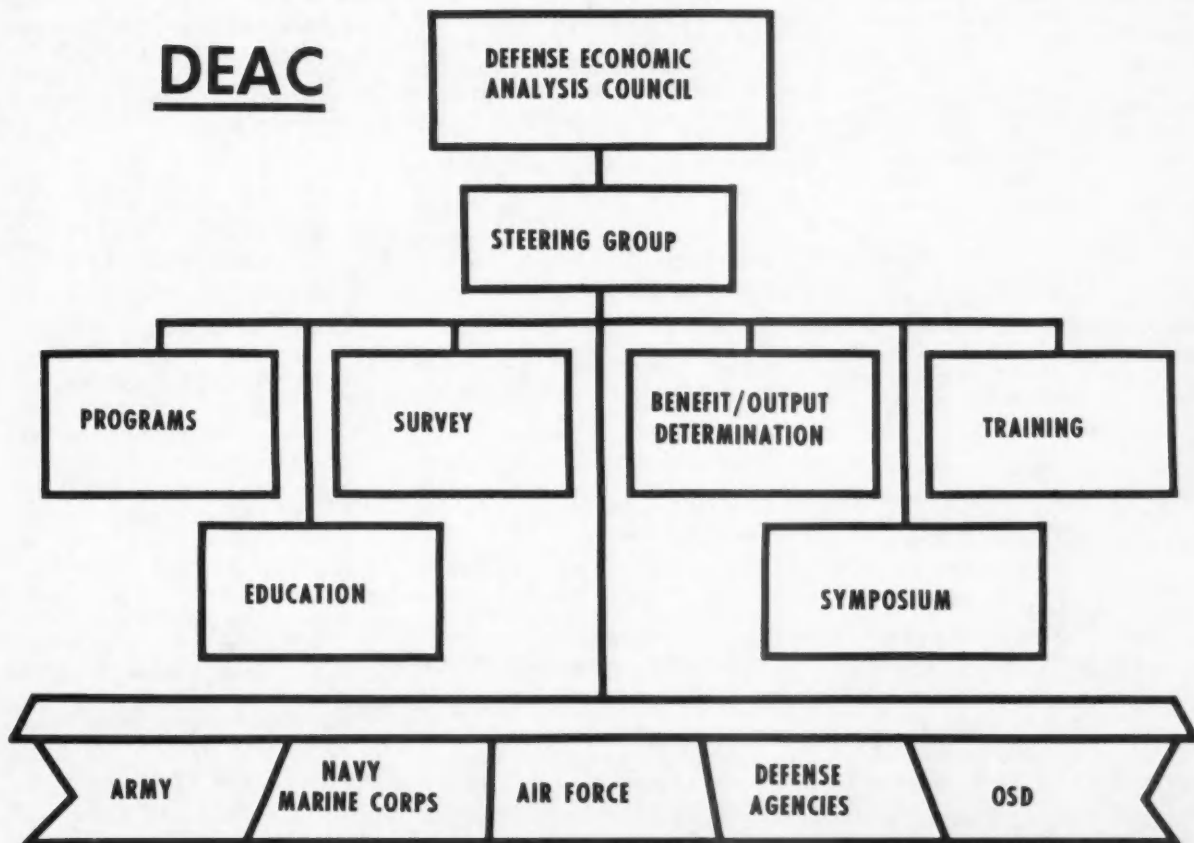 DEAC
DEFENSE ECONOMIC
ANALYSIS COUNCIL
STEERING GROUP
PROGRAMS
SURVEY
BENEFIT/OUTPUT
DETERMINATION
TRAINING
EDUCATION
SYMPOSIUM
ARMY
NAVY
MARINE CORPS
AIR FORCE
DEFENSE
AGENCIES
OSD